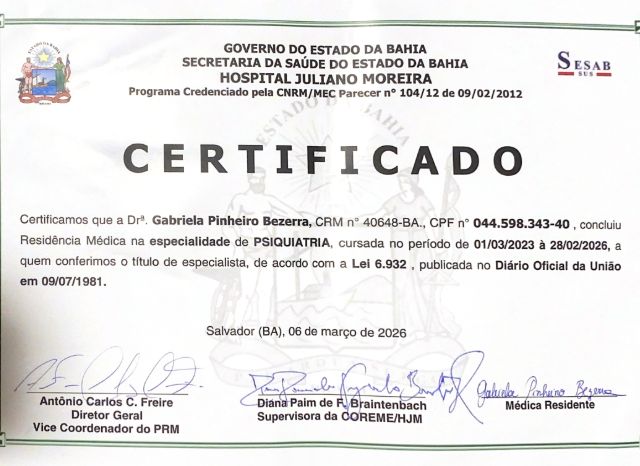 GOVERNO DO ESTADO DA BAHIA
SECRETARIA DA SAÚDE DO ESTADO DA BAHIA
HOSPITAL JULIANO MOREIRA
Programa Credenciado pela CNRM/MEC Parecer n° 104/12 de 09/02/2012
SESAB
SUS
CERTIFICADO
Certificamos que a Drª. Gabriela Pinheiro Bezerra, CRM n° 40648-BA., CPF n° 044.598.343-40 , concluiu
Residência Médica na especialidade de PSIQUIATRIA, cursada no período de 01/03/2023 à 28/02/2026, a
quem conferimos o título de especialista, de acordo com a Lei 6.932 , publicada no Diário Oficial da União
em 09/07/1981.
Salvador (BA), 06 de março de 2026
Gabriela Pinheiro Bezerra
Antônio Carlos C. Freire
Diretor Geral
Vice Coordenador do PRM
Diana Paim de F. Braintenbach
Supervisora da COREME/HJM
Médica Residente